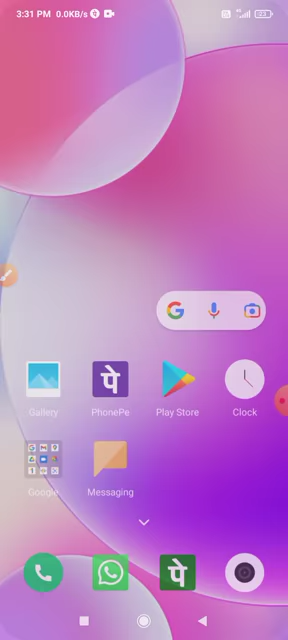 3:31 PM 0.0KB/s
Gallery
PhonePe
Play Store
Clock
Google
Messaging
पे
पे